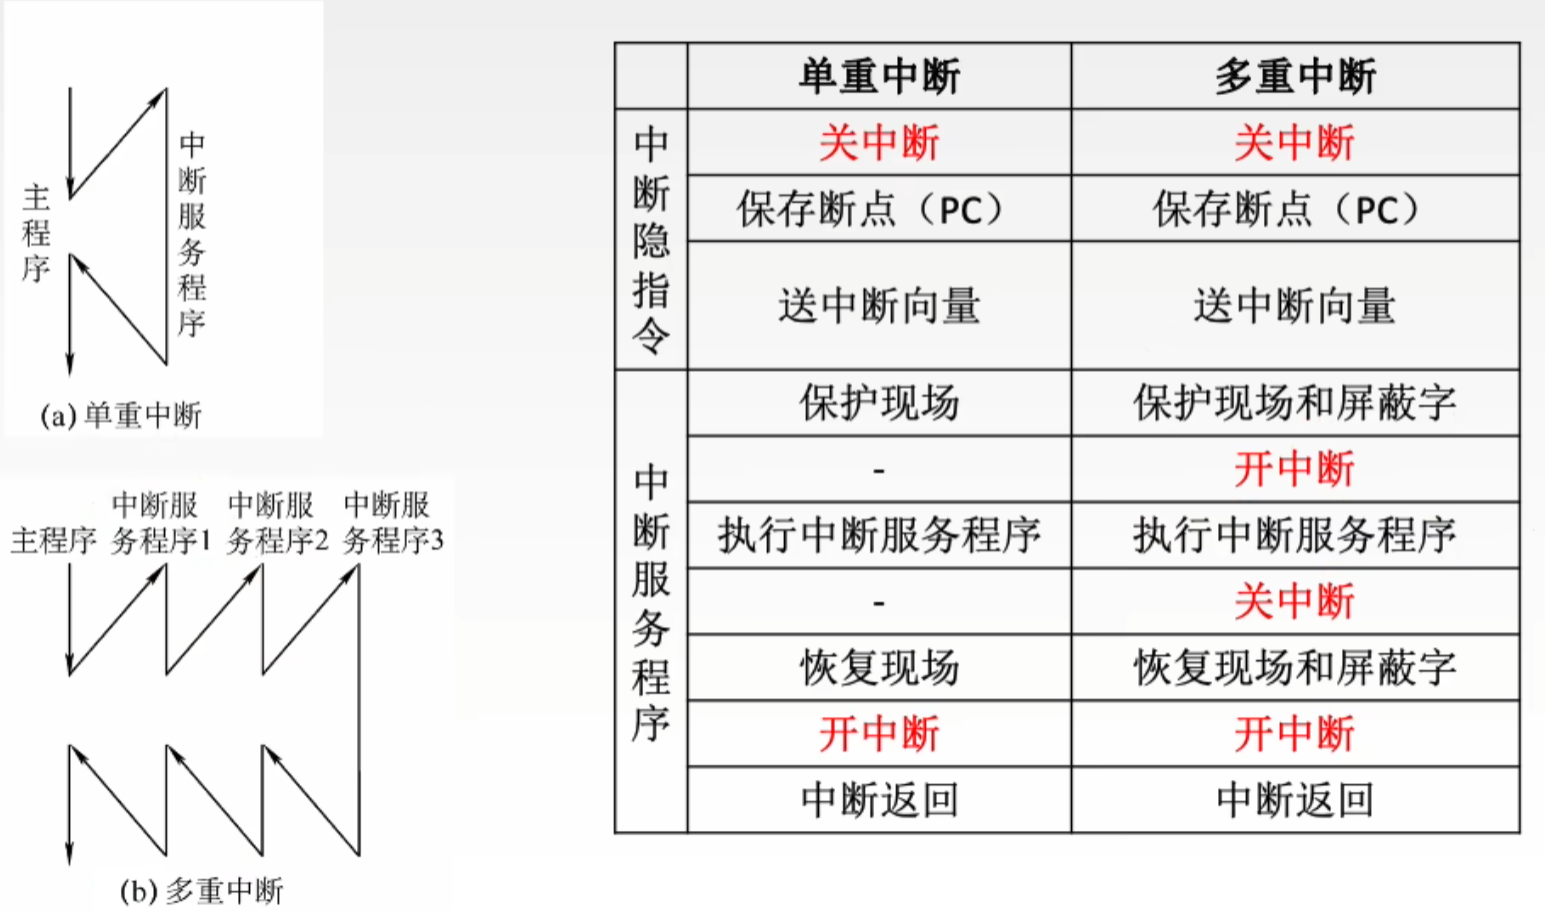 主程序
中断服务程序
(a) 单重中断
主程序
中断服
务程序1
中断服
务程序2
中断服
务程序3
(b) 多重中断
单重中断 多重中断
中断隐指令
关中断 关中断
保存断点（PC） 保存断点（PC）
送中断向量 送中断向量
中断服务程序
保护现场 保护现场和屏蔽字
- 开中断
执行中断服务程序 执行中断服务程序
- 关中断
恢复现场 恢复现场和屏蔽字
开中断 开中断
中断返回 中断返回